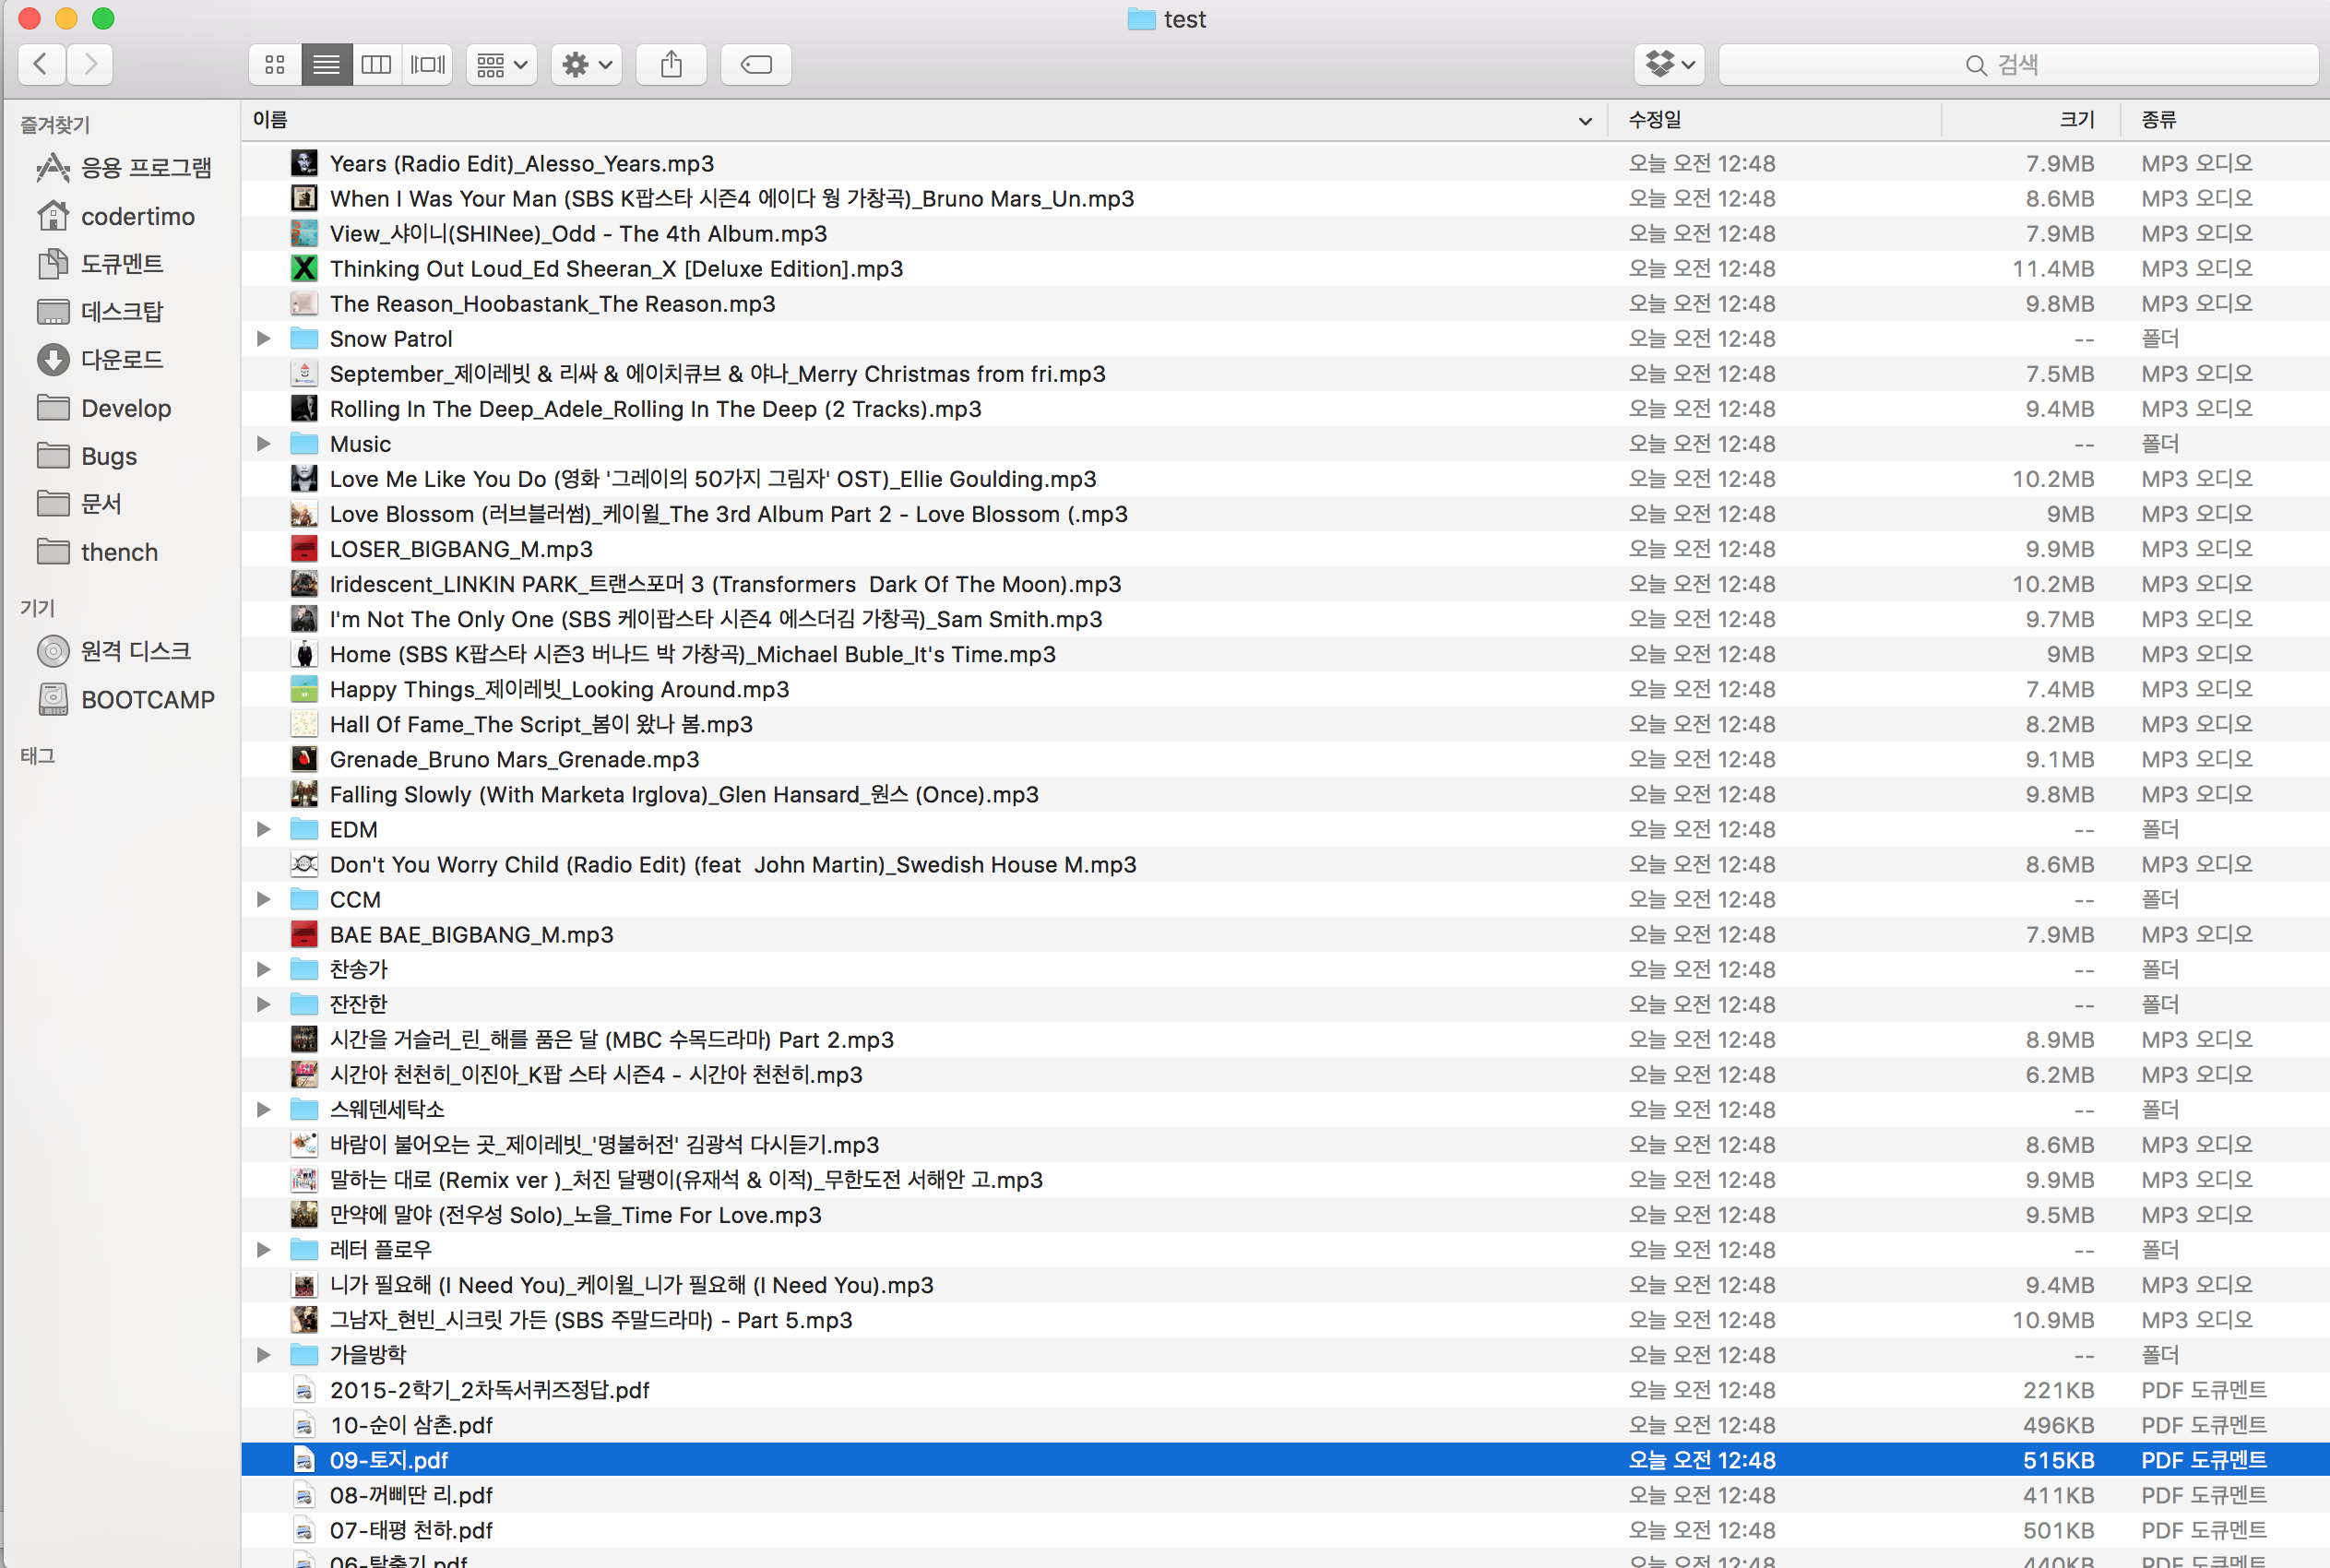 test
검색
즐겨찾기
응용 프로그램
codertimo
도큐멘트
데스크탑
다운로드
Develop
Bugs
문서
thench
기기
원격 디스크
BOOTCAMP
태그
이름 수정일 크기 종류
Years (Radio Edit)_Alesso_Years.mp3 오늘 오전 12:48 7.9MB MP3 오디오
When I Was Your Man (SBS K팝스타 시즌4 에이다 웡 가창곡)_Bruno Mars_Un.mp3 오늘 오전 12:48 8.6MB MP3 오디오
View_샤이니(SHINee)_Odd - The 4th Album.mp3 오늘 오전 12:48 7.9MB MP3 오디오
Thinking Out Loud_Ed Sheeran_X [Deluxe Edition].mp3 오늘 오전 12:48 11.4MB MP3 오디오
The Reason_Hoobastank_The Reason.mp3 오늘 오전 12:48 9.8MB MP3 오디오
Snow Patrol 오늘 오전 12:48 -- 폴더
September_제이레빗 & 리싸 & 에이치큐브 & 야나_Merry Christmas from fri.mp3 오늘 오전 12:48 7.5MB MP3 오디오
Rolling In The Deep_Adele_Rolling In The Deep (2 Tracks).mp3 오늘 오전 12:48 9.4MB MP3 오디오
Music 오늘 오전 12:48 -- 폴더
Love Me Like You Do (영화 '그레이의 50가지 그림자' OST)_Ellie Goulding.mp3 오늘 오전 12:48 10.2MB MP3 오디오
Love Blossom (러브블러썸)_케이윌_The 3rd Album Part 2 - Love Blossom (.mp3 오늘 오전 12:48 9MB MP3 오디오
LOSER_BIGBANG_M.mp3 오늘 오전 12:48 9.9MB MP3 오디오
Iridescent_LINKIN PARK_트랜스포머 3 (Transformers  Dark Of The Moon).mp3 오늘 오전 12:48 10.2MB MP3 오디오
I'm Not The Only One (SBS 케이팝스타 시즌4 에스더김 가창곡)_Sam Smith.mp3 오늘 오전 12:48 9.7MB MP3 오디오
Home (SBS K팝스타 시즌3 버나드 박 가창곡)_Michael Buble_It's Time.mp3 오늘 오전 12:48 9MB MP3 오디오
Happy Things_제이레빗_Looking Around.mp3 오늘 오전 12:48 7.4MB MP3 오디오
Hall Of Fame_The Script_봄이 왔나 봄.mp3 오늘 오전 12:48 8.2MB MP3 오디오
Grenade_Bruno Mars_Grenade.mp3 오늘 오전 12:48 9.1MB MP3 오디오
Falling Slowly (With Marketa Irglova)_Glen Hansard_원스 (Once).mp3 오늘 오전 12:48 9.8MB MP3 오디오
EDM 오늘 오전 12:48 -- 폴더
Don't You Worry Child (Radio Edit) (feat  John Martin)_Swedish House M.mp3 오늘 오전 12:48 8.6MB MP3 오디오
CCM 오늘 오전 12:48 -- 폴더
BAE BAE_BIGBANG_M.mp3 오늘 오전 12:48 7.9MB MP3 오디오
찬송가 오늘 오전 12:48 -- 폴더
잔잔한 오늘 오전 12:48 -- 폴더
시간을 거슬러_린_해를 품은 달 (MBC 수목드라마) Part 2.mp3 오늘 오전 12:48 8.9MB MP3 오디오
시간아 천천히_이진아_K팝 스타 시즌4 - 시간아 천천히.mp3 오늘 오전 12:48 6.2MB MP3 오디오
스웨덴세탁소 오늘 오전 12:48 -- 폴더
바람이 불어오는 곳_제이레빗_'명불허전' 김광석 다시듣기.mp3 오늘 오전 12:48 8.6MB MP3 오디오
말하는 대로 (Remix ver )_처진 달팽이(유재석 & 이적)_무한도전 서해안 고.mp3 오늘 오전 12:48 9.9MB MP3 오디오
만약에 말야 (전우성 Solo)_노을_Time For Love.mp3 오늘 오전 12:48 9.5MB MP3 오디오
레터 플로우 오늘 오전 12:48 -- 폴더
니가 필요해 (I Need You)_케이윌_니가 필요해 (I Need You).mp3 오늘 오전 12:48 9.4MB MP3 오디오
그남자_현빈_시크릿 가든 (SBS 주말드라마) - Part 5.mp3 오늘 오전 12:48 10.9MB MP3 오디오
가을방학 오늘 오전 12:48 -- 폴더
2015-2학기_2차독서퀴즈정답.pdf 오늘 오전 12:48 221KB PDF 도큐멘트
10-순이 삼촌.pdf 오늘 오전 12:48 496KB PDF 도큐멘트
09-토지.pdf 오늘 오전 12:48 515KB PDF 도큐멘트
08-꺼삐딴 리.pdf 오늘 오전 12:48 411KB PDF 도큐멘트
07-태평 천하.pdf 오늘 오전 12:48 501KB PDF 도큐멘트
06-탈출기.pdf 오늘 오전 12:48 440KB PDF 도큐멘트